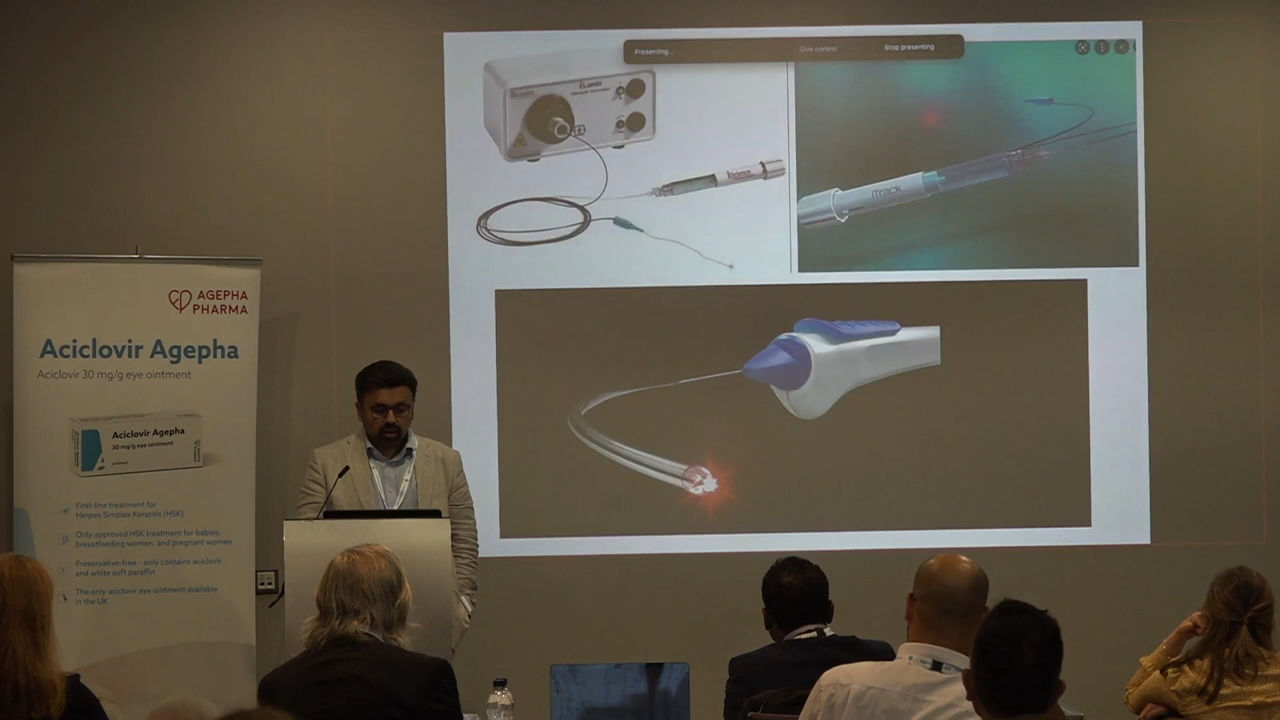 Presenting...
Give control
Stop presenting
iTrack
AGEPHA
PHARMA
Aciclovir Agepha
Aciclovir 30 mg/g eye ointment
Aciclovir Agepha
30 mg/g eye ointment
First-line treatment for
Herpes Simplex Keratitis (HSK)
Only approved HSK treatment for babies,
breastfeeding women, and pregnant women
Preservative-free – only contains aciclovir
and white soft paraffin
The only aciclovir eye ointment available
in the UK